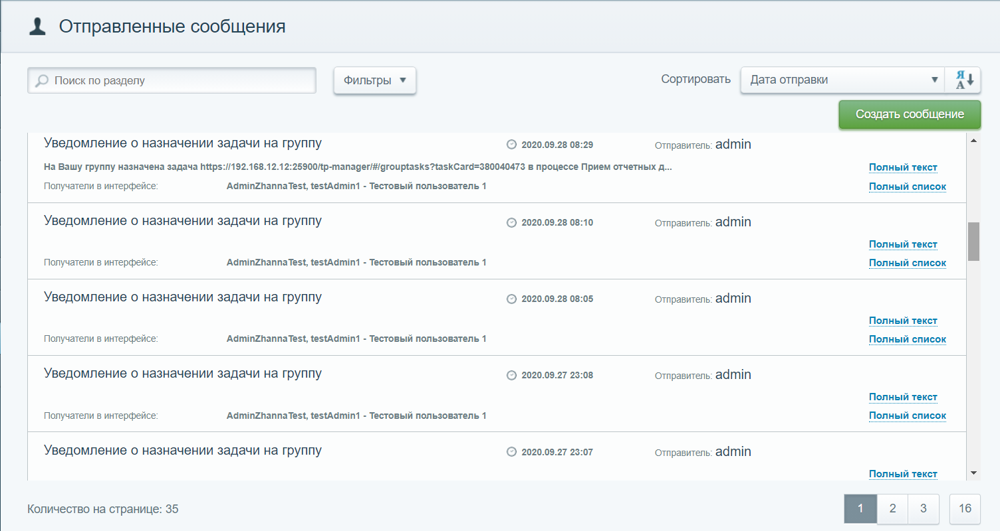 Отправленные сообщения
Поиск по разделу
Фильтры
Сортировать
Дата отправки
Я
А
Создать сообщение
Уведомление о назначении задачи на группу 2020.09.28 08:29 Отправитель: admin
На Вашу группу назначена задача https://192.168.12.12:25900/tp-manager/#/grouptasks?taskCard=380040473 в процессе Прием отчетных д... Полный текст
Получатели в интерфейсе: AdminZhannaTest, testAdmin1 - Тестовый пользователь 1 Полный список
Уведомление о назначении задачи на группу 2020.09.28 08:10 Отправитель: admin
Полный текст
Получатели в интерфейсе: AdminZhannaTest, testAdmin1 - Тестовый пользователь 1 Полный список
Уведомление о назначении задачи на группу 2020.09.28 08:05 Отправитель: admin
Полный текст
Получатели в интерфейсе: AdminZhannaTest, testAdmin1 - Тестовый пользователь 1 Полный список
Уведомление о назначении задачи на группу 2020.09.27 23:08 Отправитель: admin
Полный текст
Получатели в интерфейсе: AdminZhannaTest, testAdmin1 - Тестовый пользователь 1 Полный список
Уведомление о назначении задачи на группу 2020.09.27 23:07 Отправитель: admin
Полный текст
Количество на странице: 35
1 2 3 16